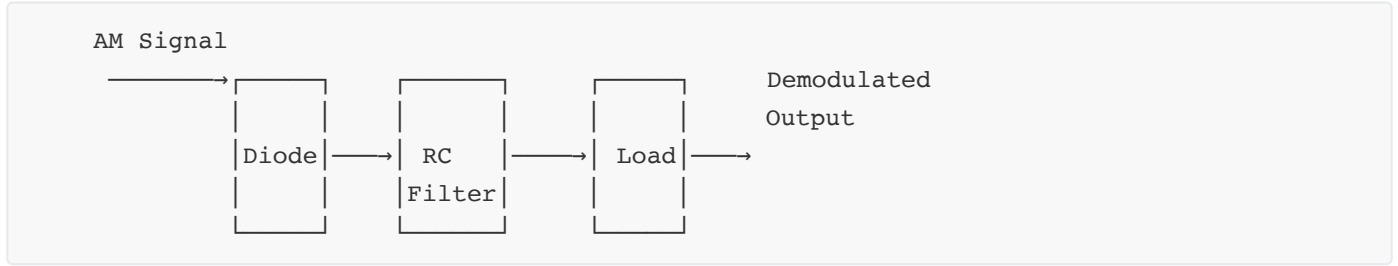 AM Signal
Demodulated
Output
Diode
RC
Filter
Load